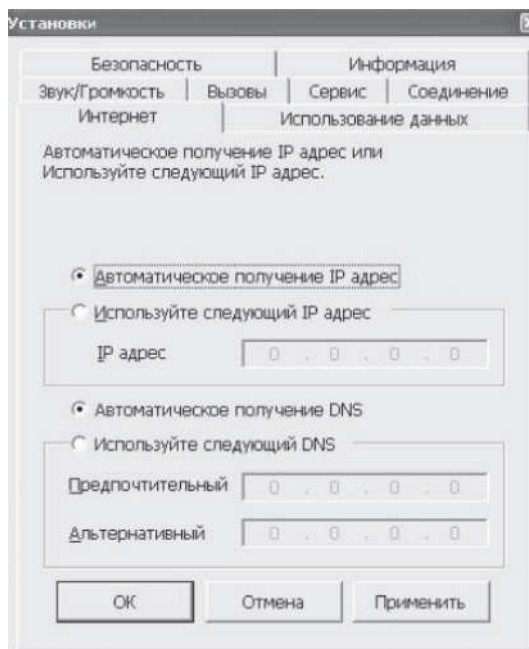 Установки
Безопасность Информация
Звук/Громкость Вызовы Сервис Соединение
Интернет Использование данных
Автоматическое получение IP адрес или
Используйте следующий IP адрес.
Автоматическое получение IP адрес
Используйте следующий IP адрес
IP адрес 0 . 0 . 0 . 0
Автоматическое получение DNS
Используйте следующий DNS
Предпочтительный 0 . 0 . 0 . 0
Альтернативный 0 . 0 . 0 . 0
ОК Отмена Применить